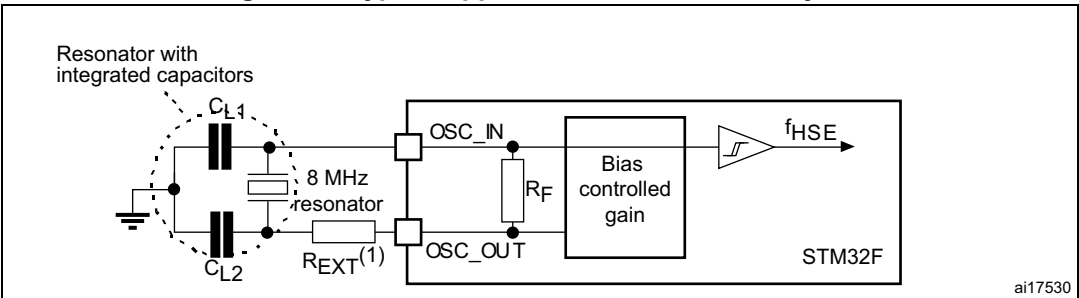 Resonator with
integrated capacitors
CL1
OSC_IN
fHSE
8 MHz
resonator
RF
Bias
controlled
gain
REXT(1)
OSC_OUT
CL2
STM32F
ai17530